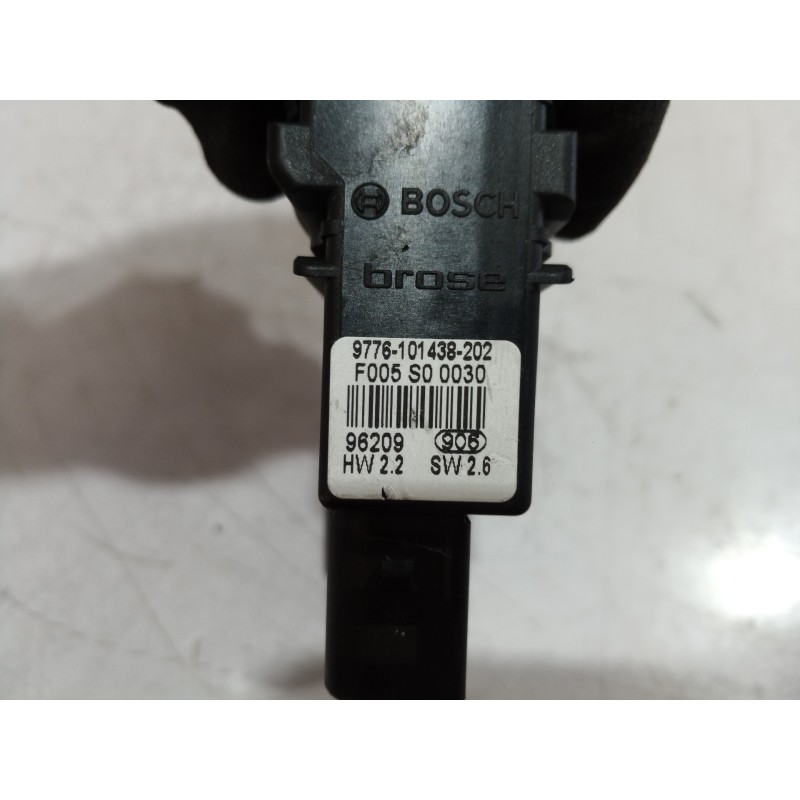 BOSCH
brose
9776-101438-202
F005 S0 0030
96209 906
HW 2.2 SW 2.6